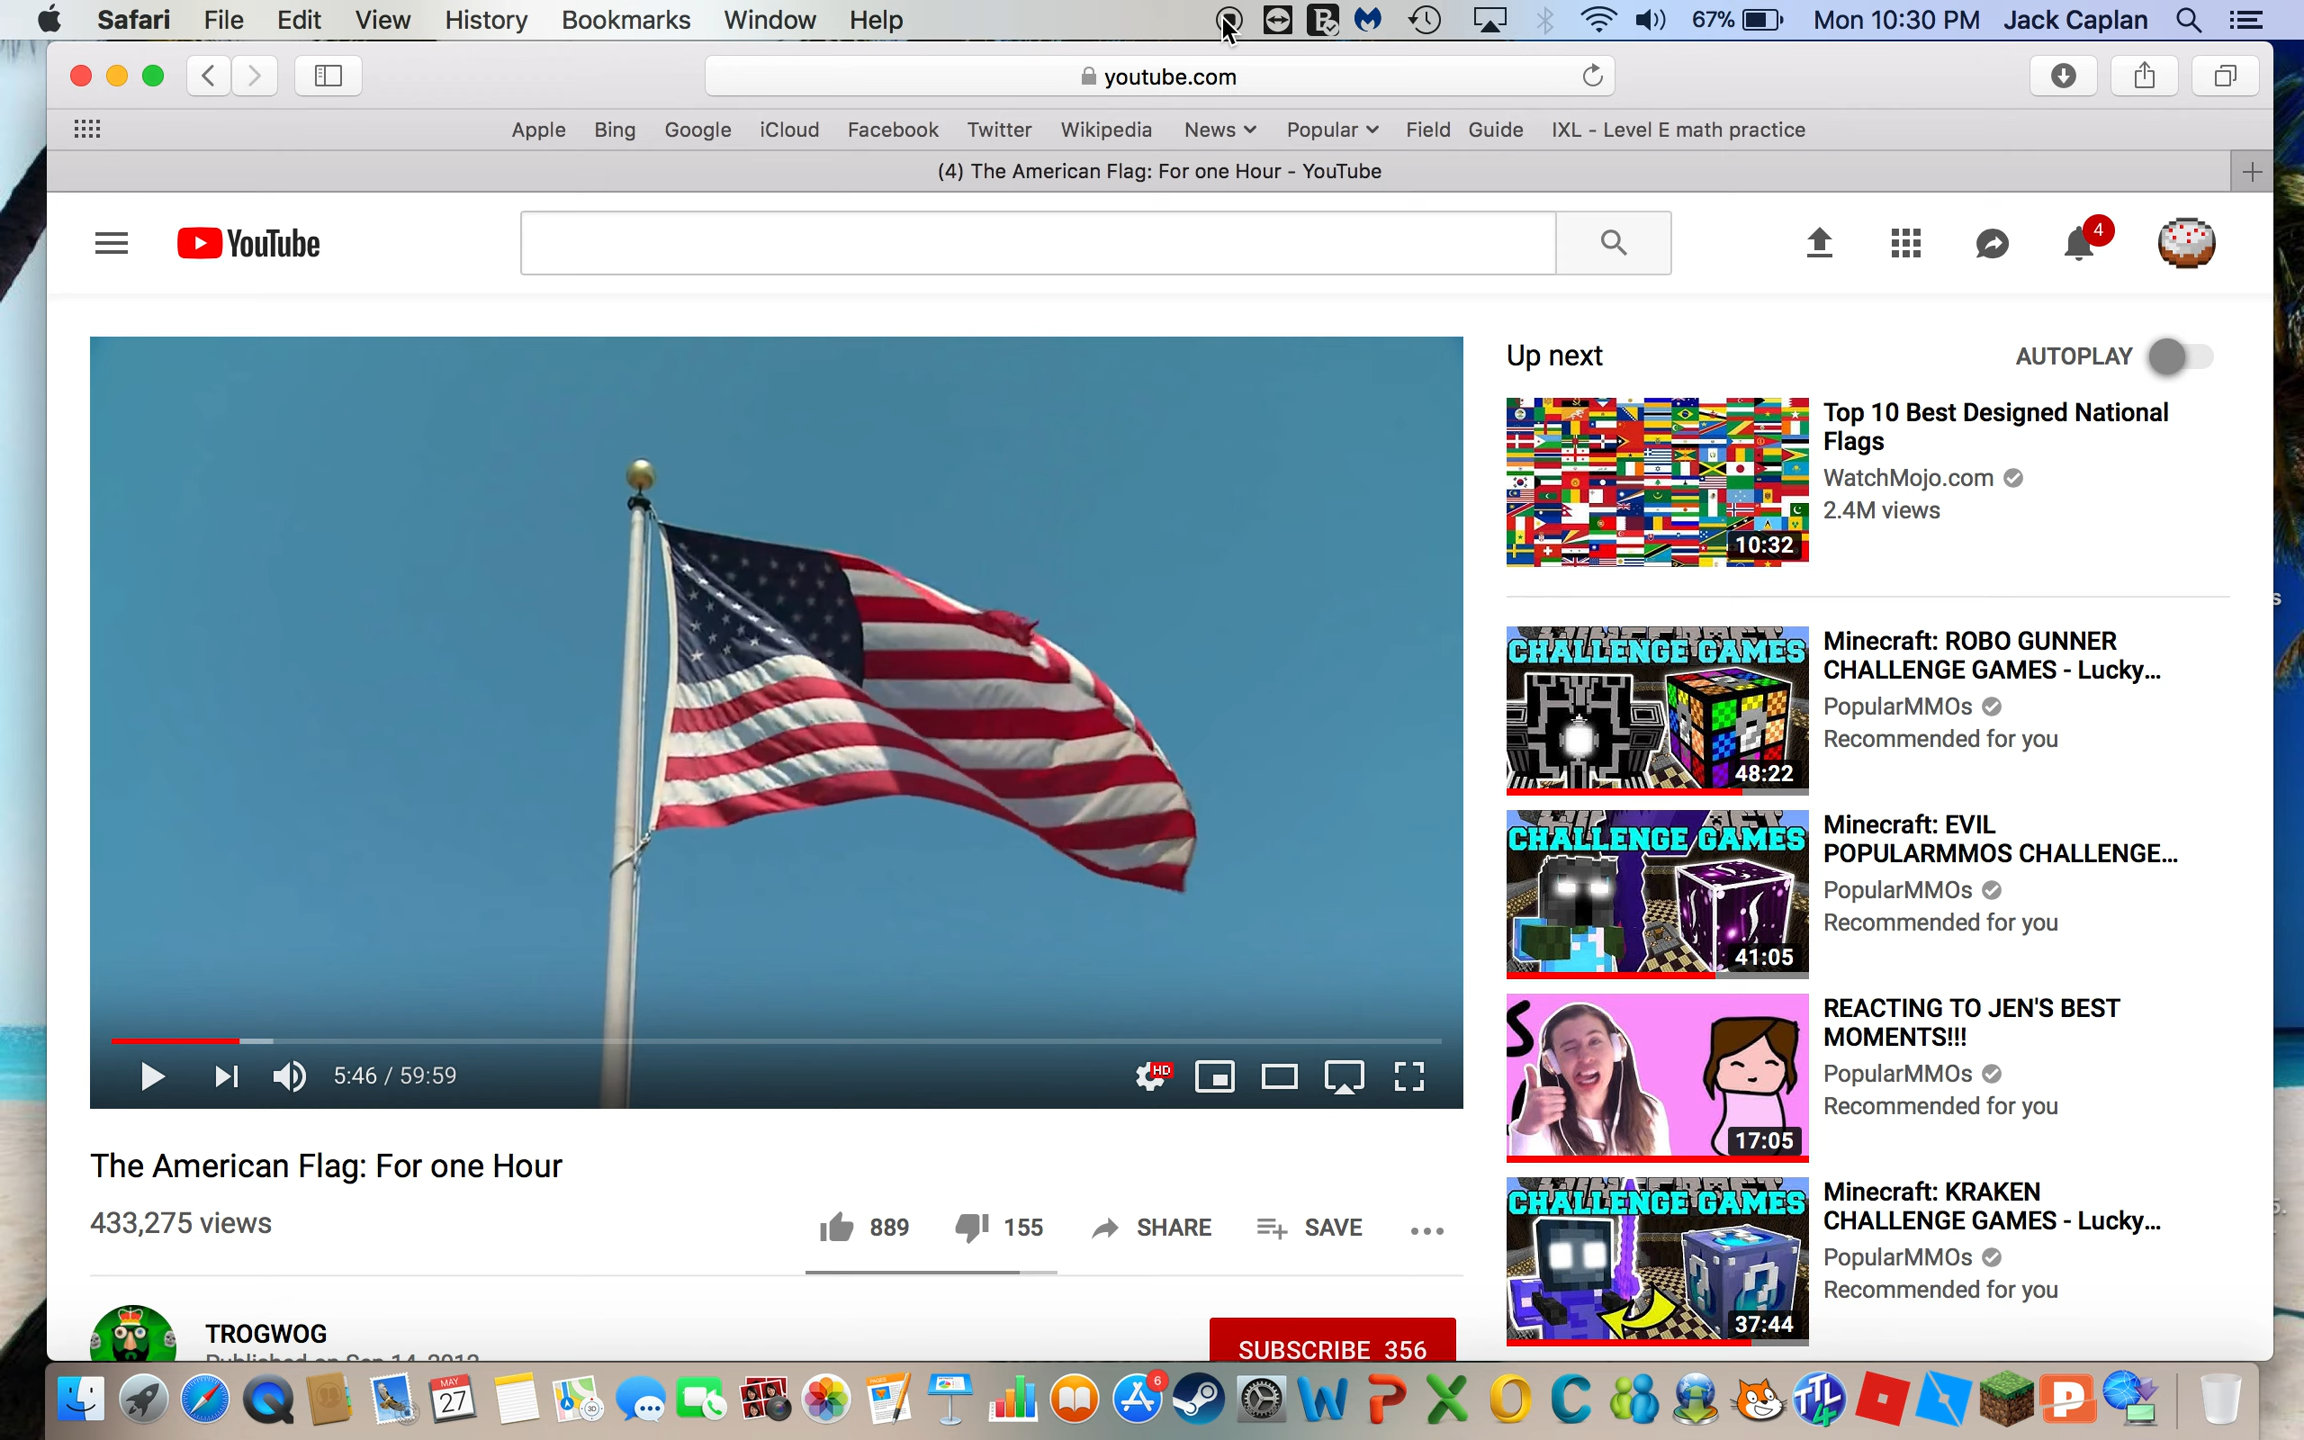 Safari File Edit View History Bookmarks Window Help 67% Mon 10:30 PM Jack Caplan
youtube.com
Apple Bing Google iCloud Facebook Twitter Wikipedia News Popular Field Guide IXL - Level E math practice
(4) The American Flag: For one Hour - YouTube
YouTube
4
Up next
AUTOPLAY
Top 10 Best Designed National
Flags
WatchMojo.com
2.4M views
10:32
CHALLENGE GAMES
48:22
Minecraft: ROBO GUNNER
CHALLENGE GAMES - Lucky...
PopularMMOs
Recommended for you
CHALLENGE GAMES
41:05
Minecraft: EVIL
POPULARMMOS CHALLENGE...
PopularMMOs
Recommended for you
17:05
REACTING TO JEN'S BEST
MOMENTS!!!
PopularMMOs
Recommended for you
CHALLENGE GAMES
37:44
Minecraft: KRAKEN
CHALLENGE GAMES - Lucky...
PopularMMOs
Recommended for you
5:46 / 59:59
HD
The American Flag: For one Hour
433,275 views
889 155 SHARE SAVE
TROGWOG
SUBSCRIBE 356
MAY
27
3D
6
TTL
4